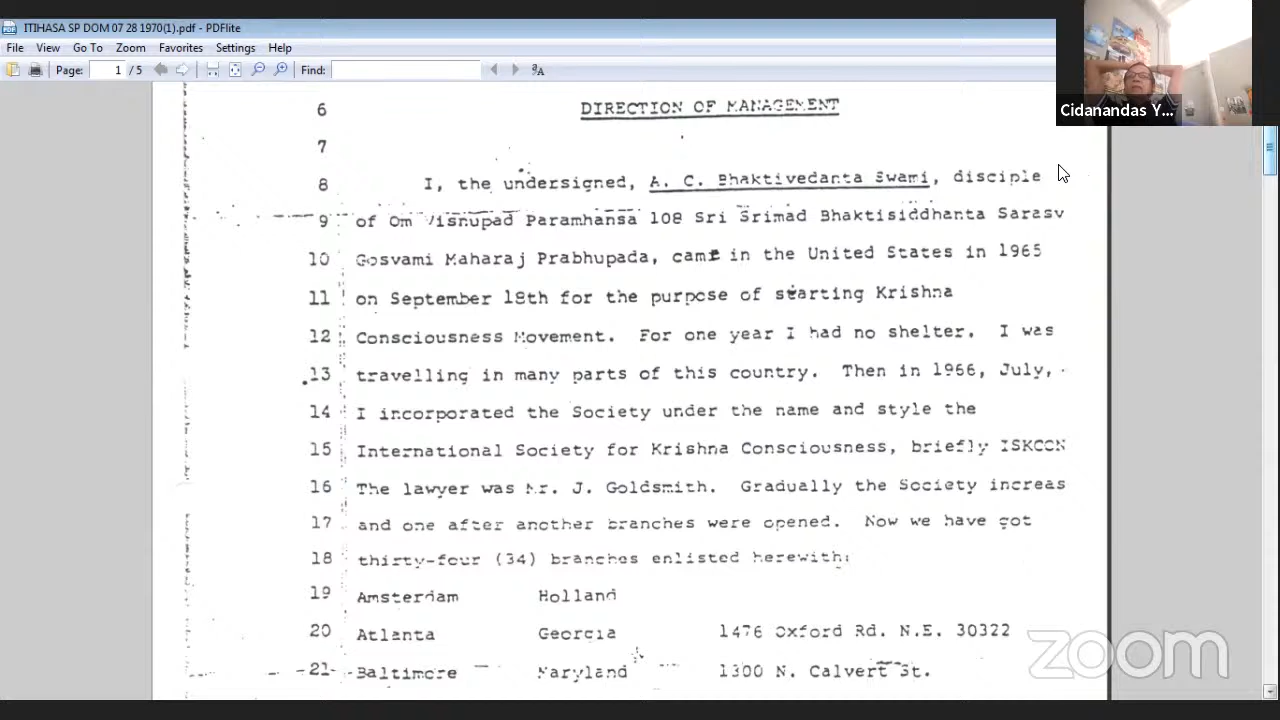 ITIHASA SP DOM 07 28 1970(1).pdf - PDFlite
File View Go To Zoom Favorites Settings Help
Page: 1 / 5 Find:
Cidanandas Y...
6 DIRECTION OF MANAGEMENT
7
8 I, the undersigned, A. C. Bhaktivedanta Swami, disciple
9 of Om Visnupad Paramhansa 108 Sri Srimad Bhaktisiddhanta Sarasv
10 Gosvami Maharaj Prabhupada, came in the United States in 1965
11 on September 18th for the purpose of starting Krishna
12 Consciousness Movement. For one year I had no shelter. I was
13 travelling in many parts of this country. Then in 1966, July,
14 I incorporated the Society under the name and style the
15 International Society for Krishna Consciousness, briefly ISKCON
16 The lawyer was Mr. J. Goldsmith. Gradually the Society increas
17 and one after another branches were opened. Now we have got
18 thirty-four (34) branches enlisted herewith:
19 Amsterdam Holland
20 Atlanta Georgia 1476 Oxford Rd. N.E. 30322
21 Baltimore Maryland 1300 N. Calvert St.
zoom